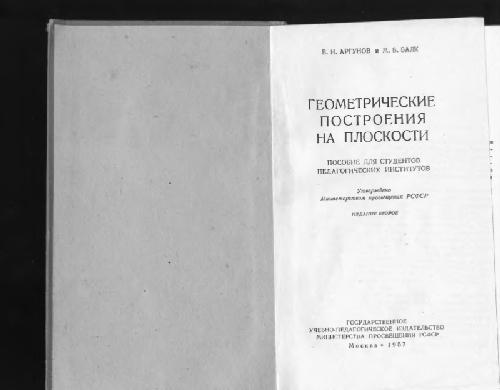 Б. И. АРГУНОВ и М. Б. БАЛК
ГЕОМЕТРИЧЕСКИЕ
ПОСТРОЕНИЯ
НА ПЛОСКОСТИ
ПОСОБИЕ ДЛЯ СТУДЕНТОВ
ПЕДАГОГИЧЕСКИХ ИНСТИТУТОВ
Утверждено
Министерством просвещения РСФСР
ИЗДАНИЕ ВТОРОЕ
ГОСУДАРСТВЕННОЕ
УЧЕБНО-ПЕДАГОГИЧЕСКОЕ ИЗДАТЕЛЬСТВО
МИНИСТЕРСТВА ПРОСВЕЩЕНИЯ РСФСР
Москва • 1957